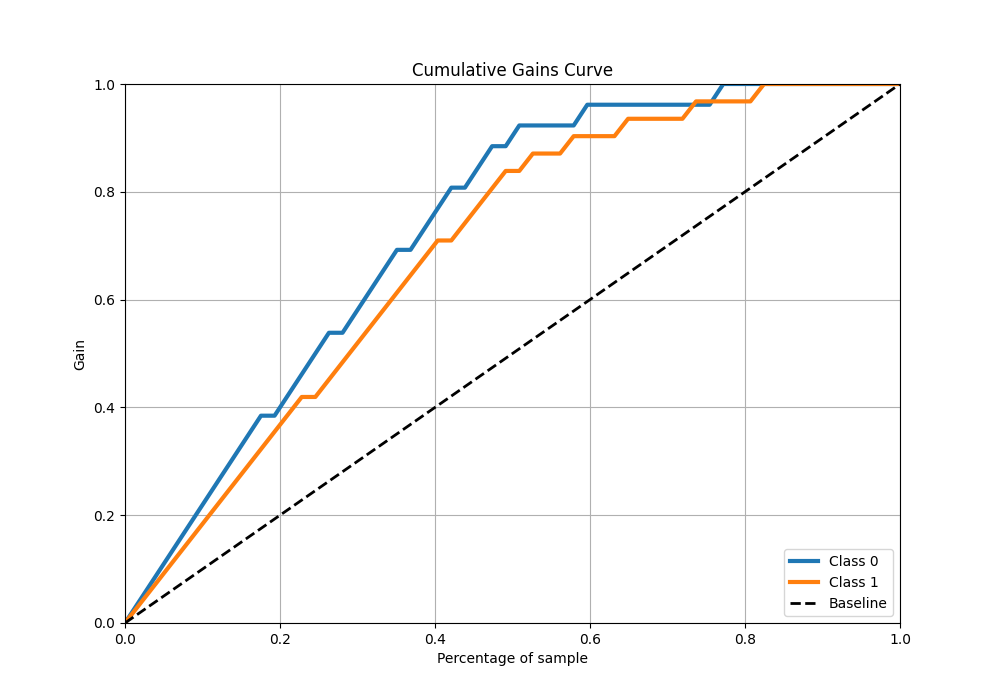 Cumulative Gains Curve
1.0
0.8
0.6
0.4
0.2
0.0
Gain
0.0 0.2 0.4 0.6 0.8 1.0
Percentage of sample
Class 0
Class 1
Baseline